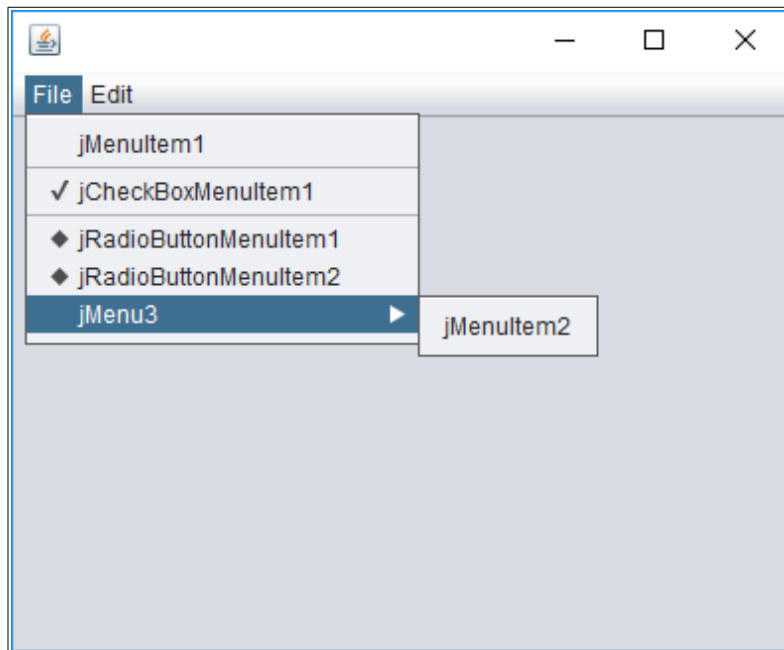 File Edit
jMenuItem1
jCheckBoxMenuItem1
jRadioButtonMenuItem1
jRadioButtonMenuItem2
jMenu3
jMenuItem2